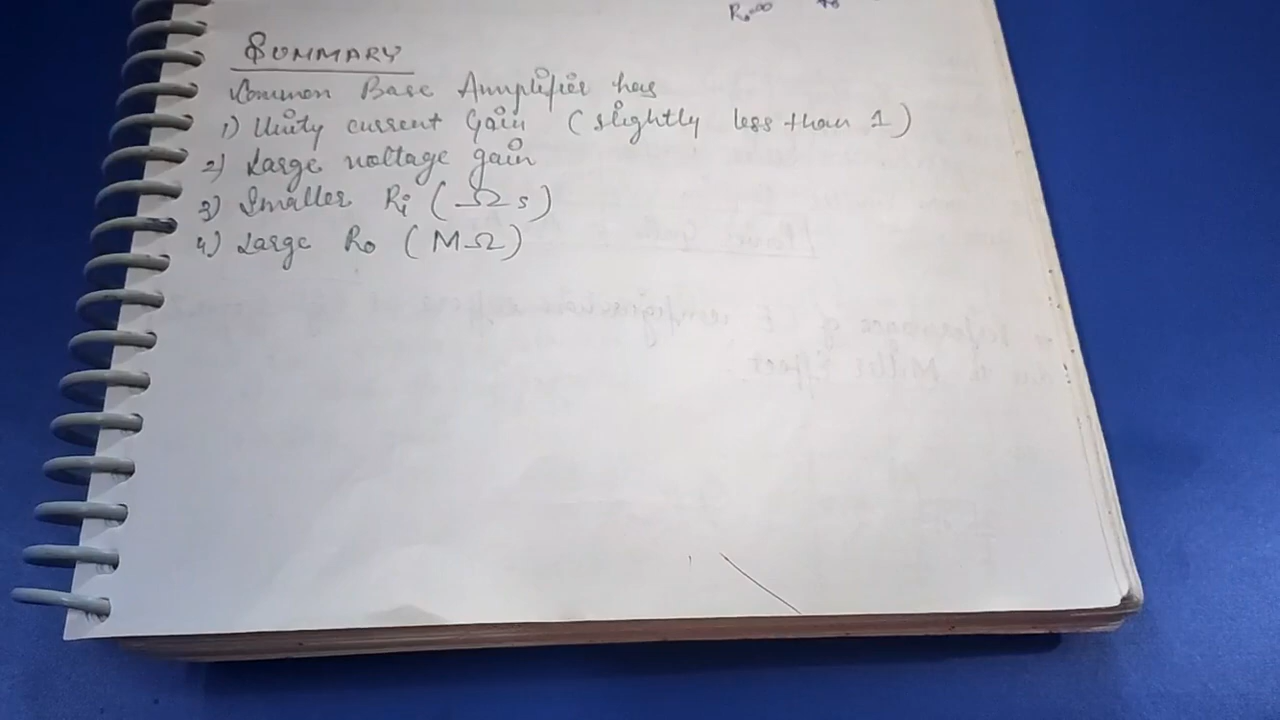 SUMMARY
Common Base Amplifier has
1) Unity current Gain (slightly less than 1)
2) Large voltage gain
3) Smaller Ri (Ωs)
4) Large Ro (MΩ)